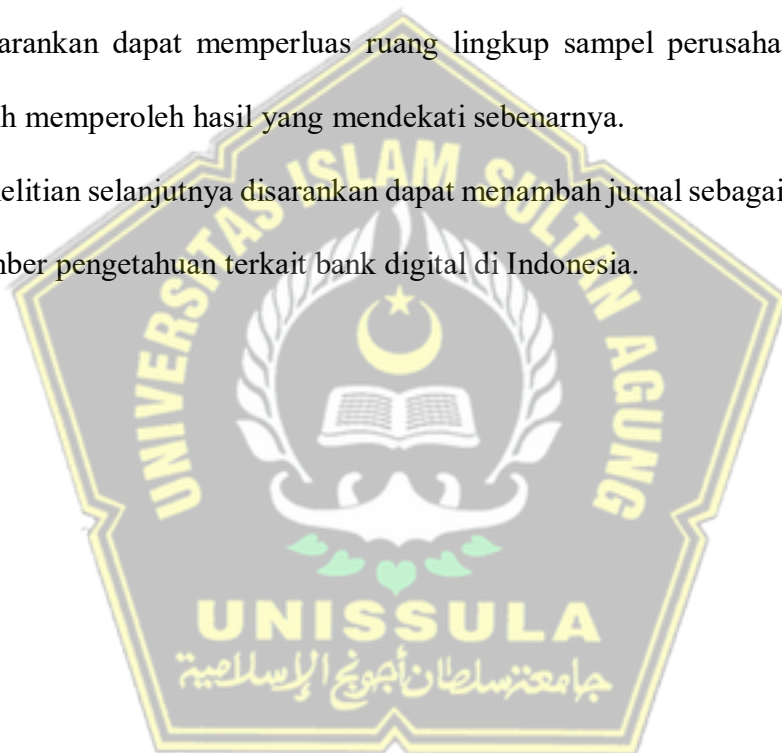 arankan dapat memperluas ruang lingkup sampel perusaha
h memperoleh hasil yang mendekati sebenarnya.
elitian selanjutnya disarankan dapat menambah jurnal sebagai
ber pengetahuan terkait bank digital di Indonesia.
UNIVERSITAS ISLAM SULTAN AGUNG
UNISSULA
جامعة سلطان أجونج الإسلامية